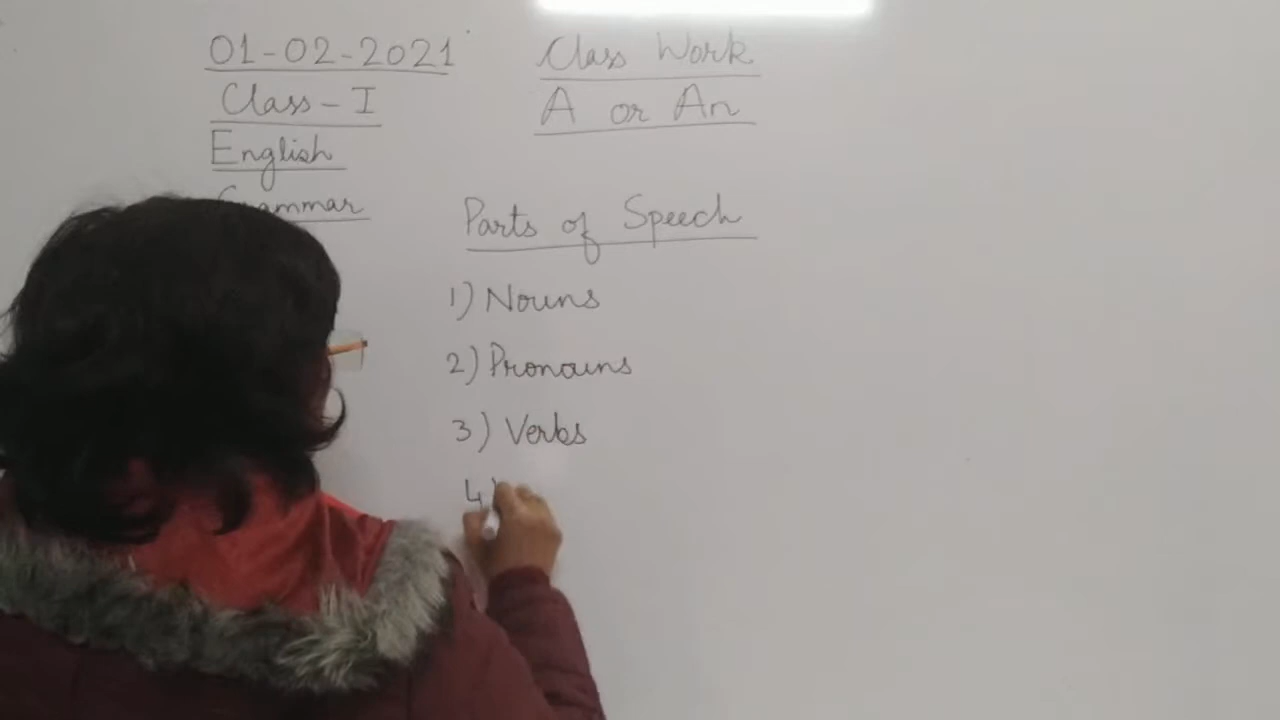 01-02-2021
Class Work
Class - I
A or An
English
Grammar
Parts of Speech
1) Nouns
2) Pronouns
3) Verbs
4)